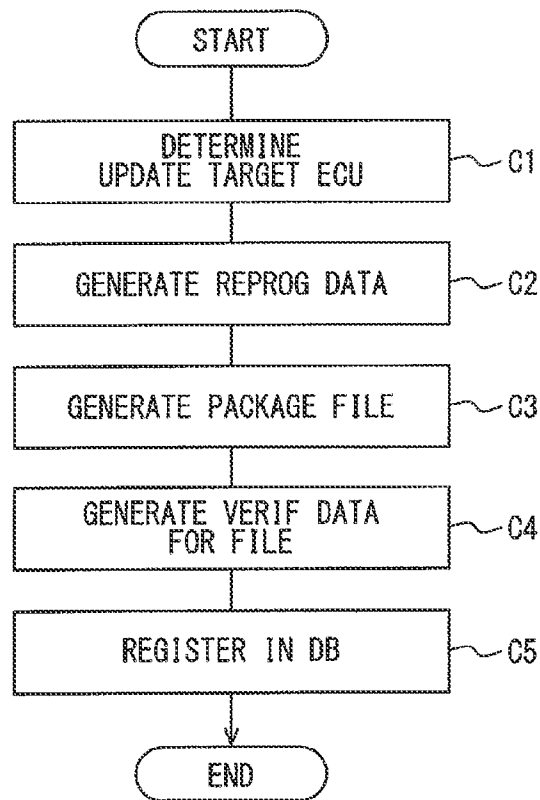 START
DETERMINE
UPDATE TARGET ECU
C1
GENERATE REPROG DATA
C2
GENERATE PACKAGE FILE
C3
GENERATE VERIF DATA
FOR FILE
C4
REGISTER IN DB
C5
END